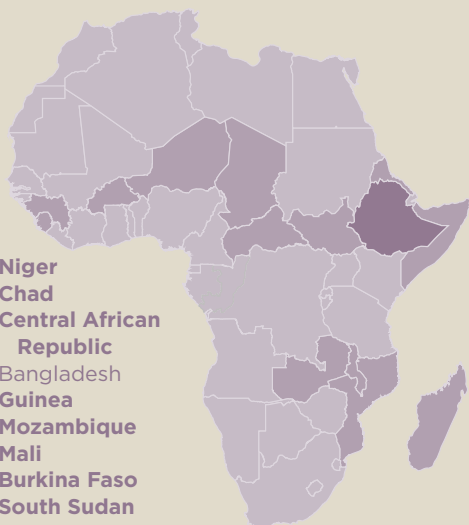 Niger
Chad
Central African
Republic
Bangladesh
Guinea
Mozambique
Mali
Burkina Faso
South Sudan